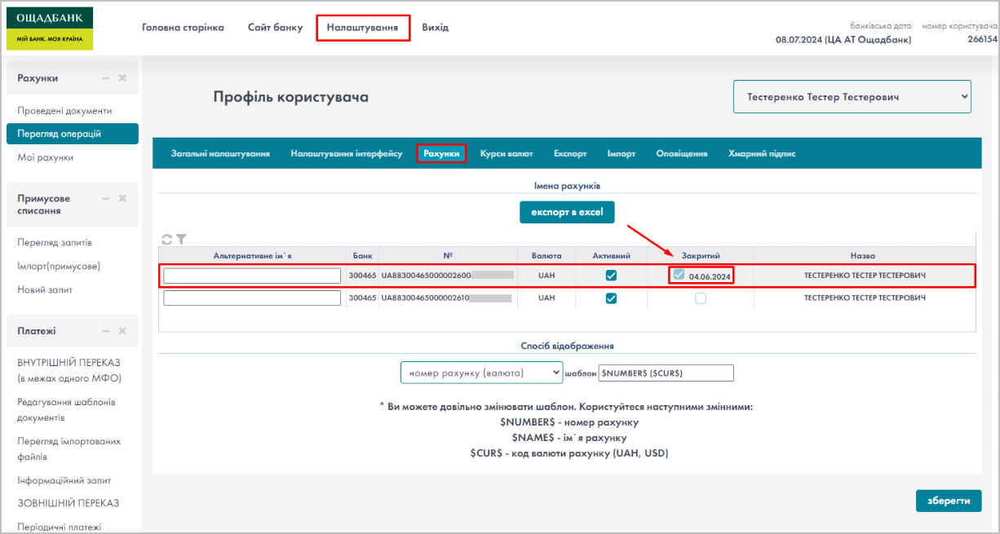 ОЩАДБАНК
МІЙ БАНК. МОЯ КРАЇНА
Головна сторінка Сайт банку Налаштування Вихід
банківська дата номер користувача
08.07.2024 (ЦА АТ Ощадбанк) 266154
Рахунки
Проведені документи
Перегляд операцій
Мої рахунки
Примусове
списання
Перегляд запитів
Імпорт(примусове)
Новий запит
Платежі
ВНУТРІШНІЙ ПЕРЕКАЗ
(в межах одного МФО)
Редагування шаблонів
документів
Перегляд імпортованих
файлів
Інформаційний запит
ЗОВНІШНІЙ ПЕРЕКАЗ
Періодичні платежі
Профіль користувача
Тестеренко Тестер Тестерович
Загальні налаштування Налаштування інтерфейсу Рахунки Курси валют Експорт Імпорт Оповіщення Хмарний підпис
Імена рахунків
експорт в excel
Альтернативне ім`я Банк № Валюта Активний Закритий Назва
300465 UA88300465000002600 UAH 04.06.2024 ТЕСТЕРЕНКО ТЕСТЕР ТЕСТЕРОВИЧ
300465 UA88300465000002610 UAH ТЕСТЕРЕНКО ТЕСТЕР ТЕСТЕРОВИЧ
Спосіб відображення
номер рахунку (валюта) шаблон $NUMBER$ ($CUR$)
* Ви можете довільно змінювати шаблон. Користуйтеся наступними змінними:
$NUMBER$ - номер рахунку
$NAME$ - ім`я рахунку
$CUR$ - код валюти рахунку (UAH, USD)
зберегти